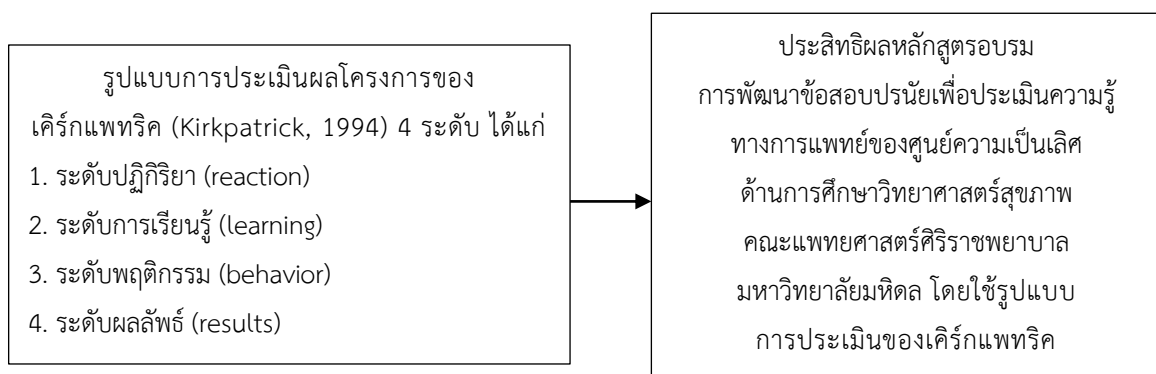 รูปแบบการประเมินผลโครงการของ
เคิร์กแพทริค (Kirkpatrick, 1994) 4 ระดับ ได้แก่
1. ระดับปฏิกิริยา (reaction)
2. ระดับการเรียนรู้ (learning)
3. ระดับพฤติกรรม (behavior)
4. ระดับผลลัพธ์ (results)
ประสิทธิผลหลักสูตรอบรม
การพัฒนาข้อสอบปรนัยเพื่อประเมินความรู้
ทางการแพทย์ของศูนย์ความเป็นเลิศ
ด้านการศึกษาวิทยาศาสตร์สุขภาพ
คณะแพทยศาสตร์ศิริราชพยาบาล
มหาวิทยาลัยมหิดล โดยใช้รูปแบบ
การประเมินของเคิร์กแพทริค